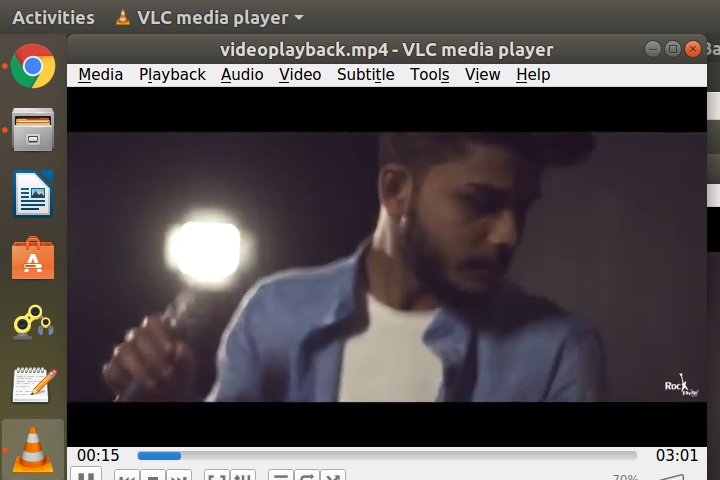 Activities VLC media player
videoplayback.mp4 - VLC media player
Media Playback Audio Video Subtitle Tools View Help
Rock
00:15 03:01
70%